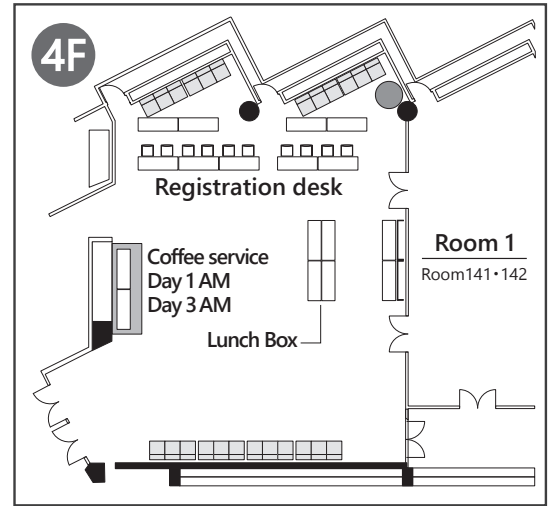 4F
Registration desk
Coffee service
Day 1 AM
Day 3 AM
Room 1
Room141・142
Lunch Box